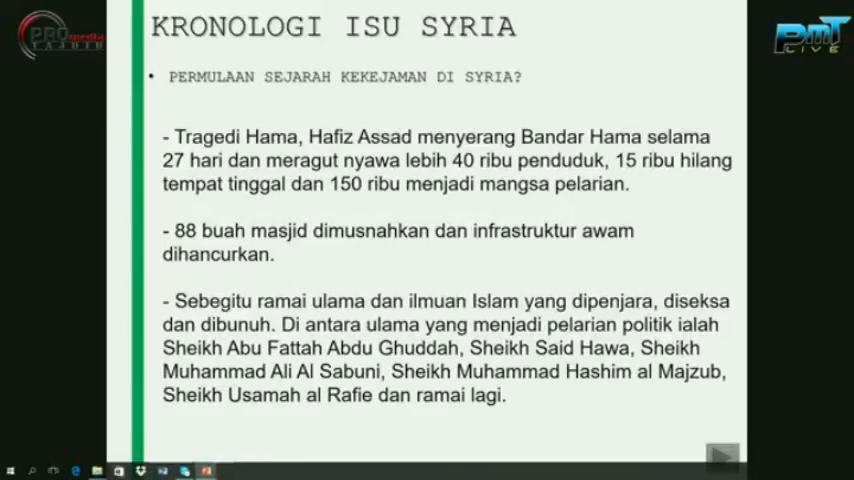 KRONOLOGI ISU SYRIA
PRO media
TAJDID
PMT
LIVE
• PERMULAAN SEJARAH KEKEJAMAN DI SYRIA?
- Tragedi Hama, Hafiz Assad menyerang Bandar Hama selama
27 hari dan meragut nyawa lebih 40 ribu penduduk, 15 ribu hilang
tempat tinggal dan 150 ribu menjadi mangsa pelarian.
- 88 buah masjid dimusnahkan dan infrastruktur awam
dihancurkan.
- Sebegitu ramai ulama dan ilmuan Islam yang dipenjara, diseksa
dan dibunuh. Di antara ulama yang menjadi pelarian politik ialah
Sheikh Abu Fattah Abdu Ghuddah, Sheikh Said Hawa, Sheikh
Muhammad Ali Al Sabuni, Sheikh Muhammad Hashim al Majzub,
Sheikh Usamah al Rafie dan ramai lagi.